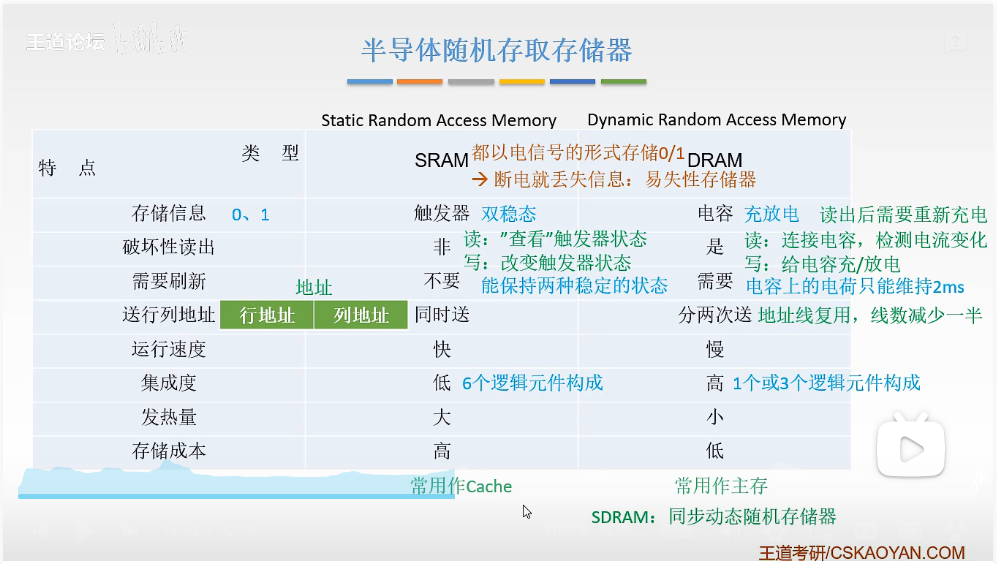 王道论坛
半导体随机存取存储器
Static Random Access Memory Dynamic Random Access Memory
类 型
特 点
SRAM 都以电信号的形式存储0/1 DRAM
→ 断电就丢失信息：易失性存储器
存储信息 0、1 触发器 双稳态 电容 充放电 读出后需要重新充电
破坏性读出 非 读："查看"触发器状态 是 读：连接电容，检测电流变化
写：改变触发器状态 写：给电容充/放电
需要刷新 不要 能保持两种稳定的状态 需要 电容上的电荷只能维持2ms
地址
送行列地址 行地址 列地址 同时送 分两次送 地址线复用，线数减少一半
运行速度 快 慢
集成度 低 6个逻辑元件构成 高 1个或3个逻辑元件构成
发热量 大 小
存储成本 高 低
常用作Cache 常用作主存
SDRAM：同步动态随机存储器
王道考研/CSKAOYAN.COM